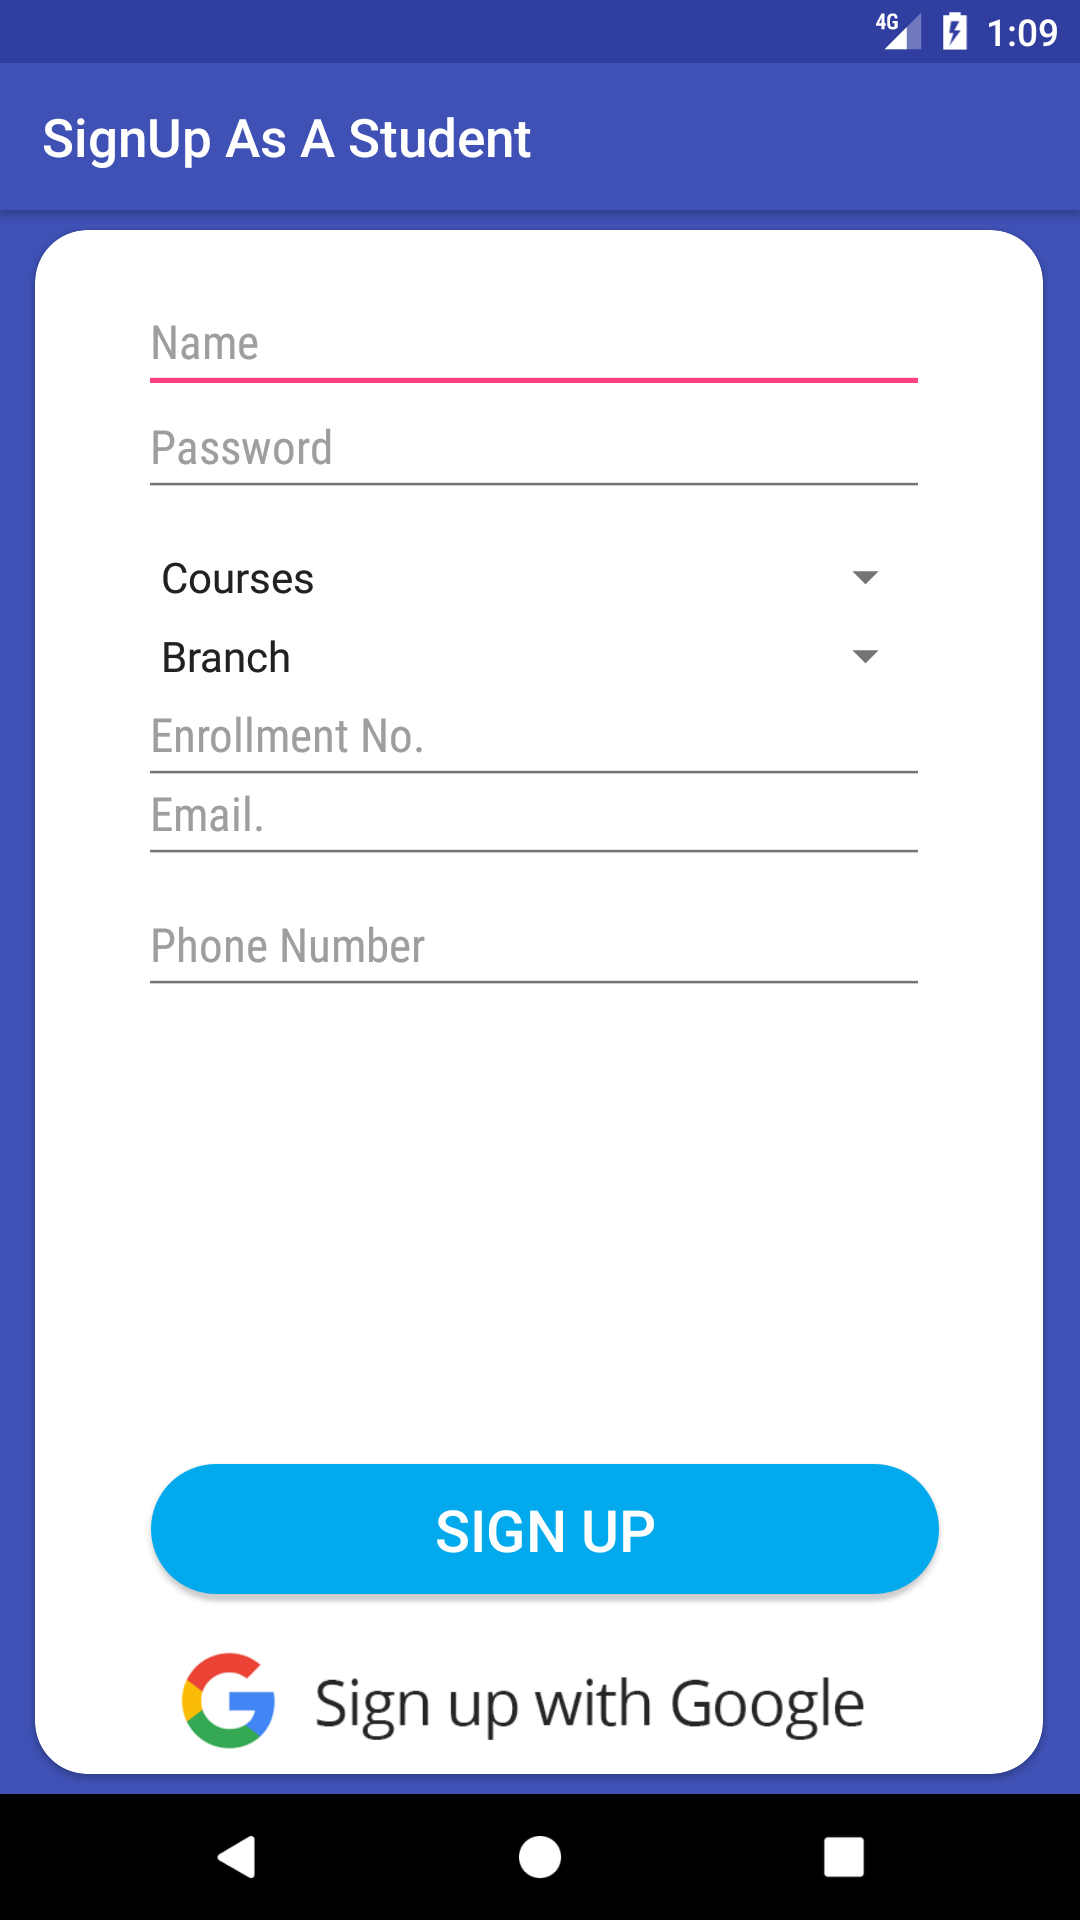 4G 1:09
SignUp As A Student
Name
Password
Courses
Branch
Enrollment No.
Email.
Phone Number
SIGN UP
Sign up with Google